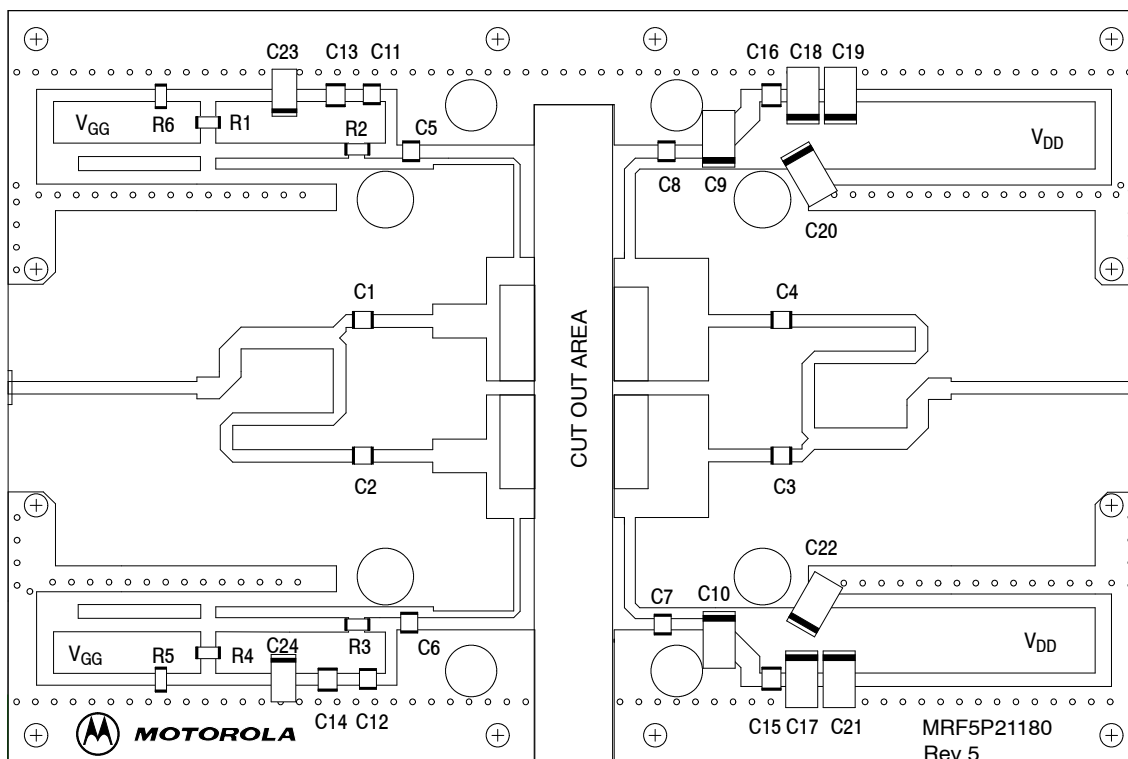 C23 C13 C11
C16 C18 C19
VGG R6 R1 R2 C5
C8 C9 VDD
C20
C1 C4
CUT OUT AREA
C2 C3
C22
C7 C10
VGG R5 R4 C24 R3 C6
VDD
C14 C12
C15 C17 C21
MOTOROLA
MRF5P21180
Rev 5